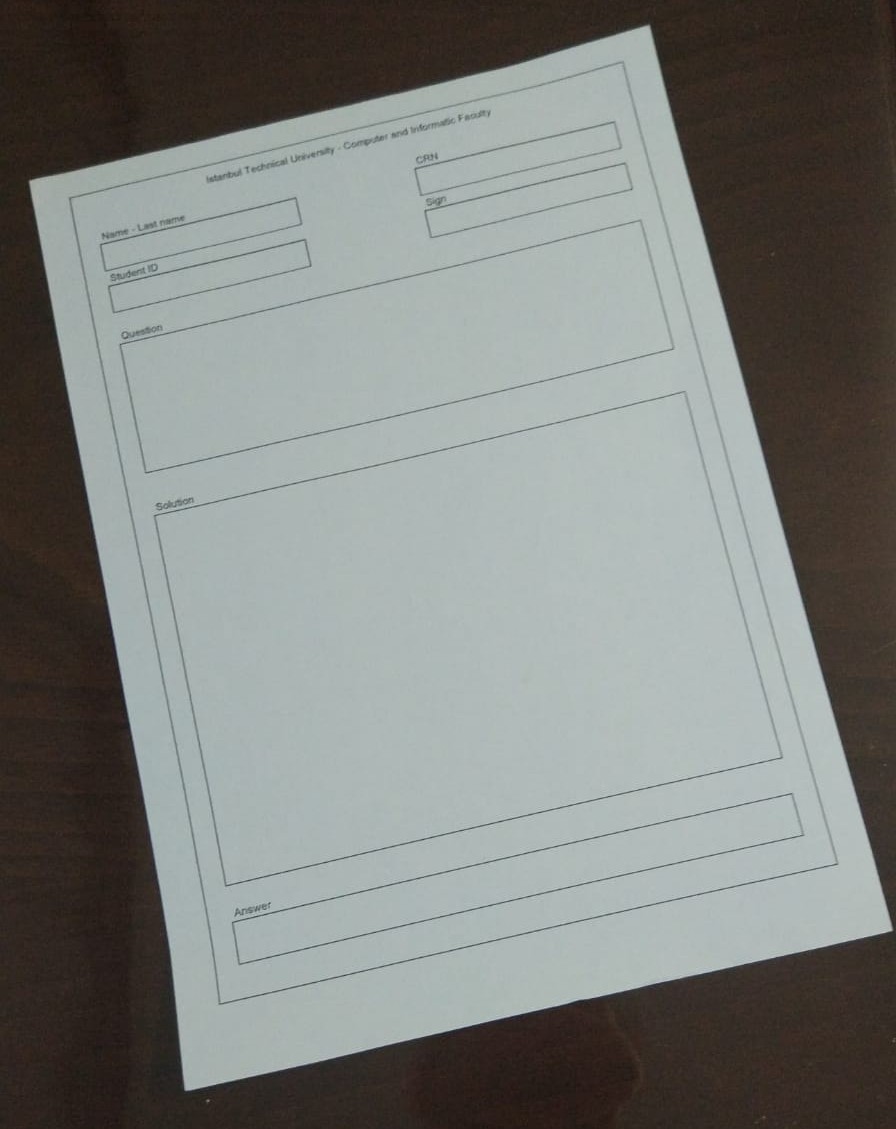 Istanbul Technical University - Computer and Informatic Faculty
CRN
Name - Last name
Sign
Student ID
Question
Solution
Answer